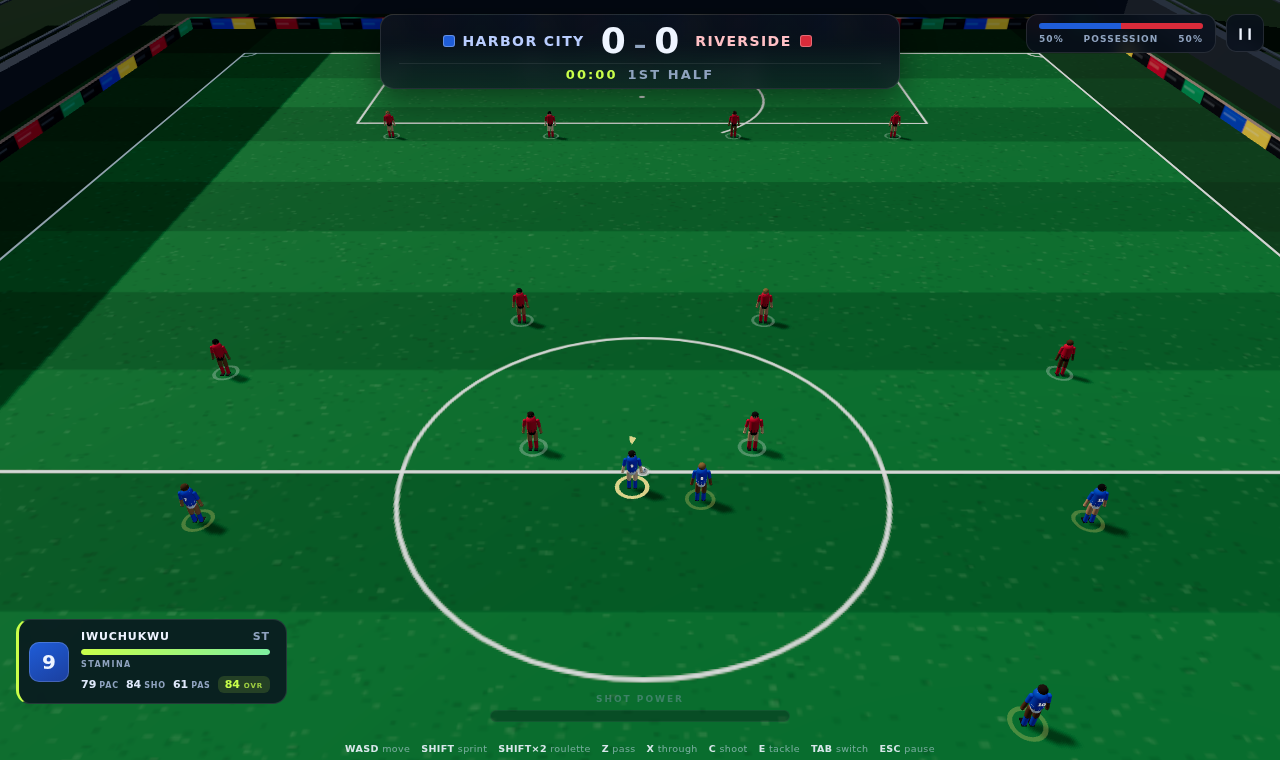 HARBOR CITY 0 – 0 RIVERSIDE
00:00 1ST HALF
50% POSSESSION 50%
9
IWUCHUKWU ST
STAMINA
79 PAC 84 SHO 61 PAS 84 OVR
SHOT POWER
WASD move SHIFT sprint SHIFT×2 roulette Z pass X through C shoot E tackle TAB switch ESC pause